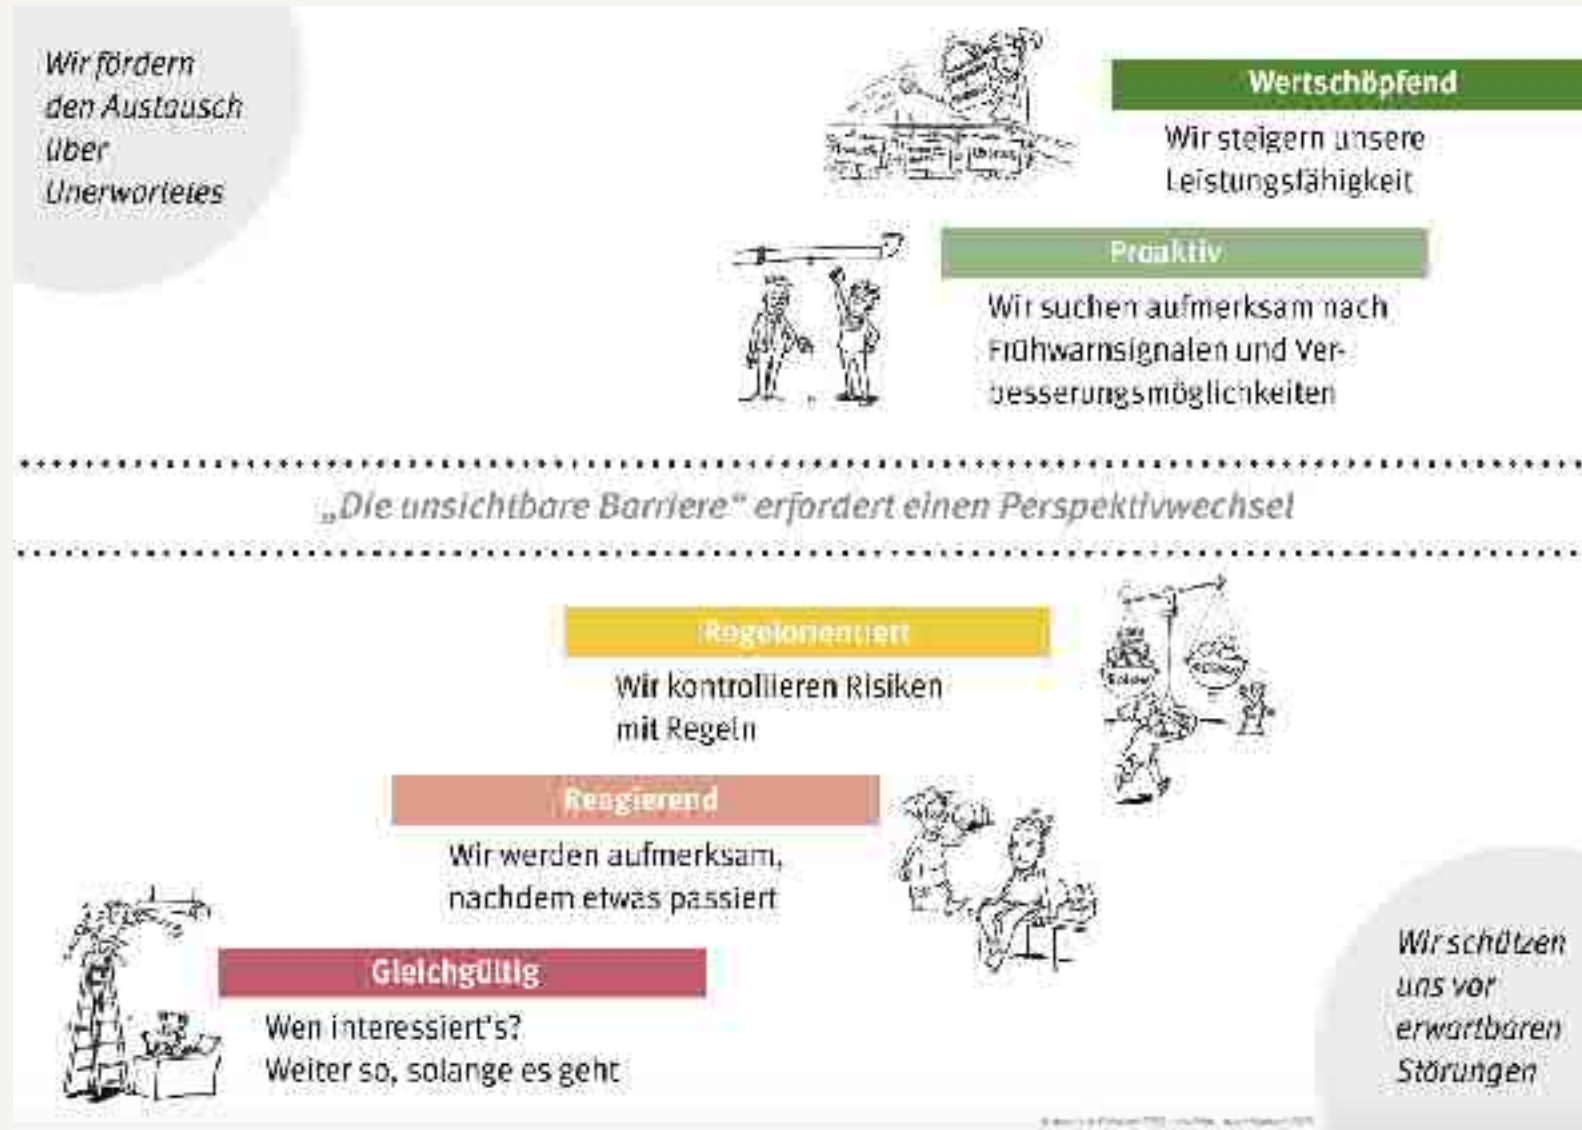 Wir fördern
den Austausch
über
Unerwartetes
Wertschöpfend
Wir steigern unsere
Leistungsfähigkeit
Proaktiv
Wir suchen aufmerksam nach
Frühwarnsignalen und Ver-
besserungsmöglichkeiten
„Die unsichtbare Barriere“ erfordert einen Perspektivwechsel
Regelorientiert
Wir kontrollieren Risiken
mit Regeln
Reagierend
Wir werden aufmerksam,
nachdem etwas passiert
Gleichgültig
Wen interessiert's?
Weiter so, solange es geht
Wir schützen
uns vor
erwartbaren
Störungen